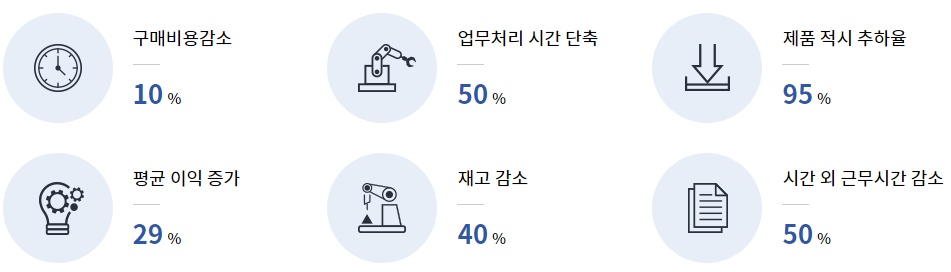 구매비용감소
10 %
업무처리 시간 단축
50 %
제품 적시 추하율
95 %
평균 이익 증가
29 %
재고 감소
40 %
시간 외 근무시간 감소
50 %